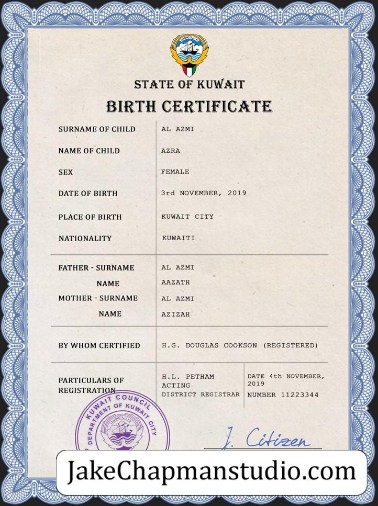 STATE OF KUWAIT
BIRTH CERTIFICATE
SURNAME OF CHILD AL AZMI
NAME OF CHILD AZRA
SEX FEMALE
DATE OF BIRTH 3rd NOVEMBER, 2019
PLACE OF BIRTH KUWAIT CITY
NATIONALITY KUWAITI
FATHER - SURNAME AL AZMI
NAME AAZATH
MOTHER - SURNAME AL AZMI
NAME AZIZAH
BY WHOM CERTIFIED H.G. DOUGLAS COOKSON (REGISTERED)
PARTICULARS OF
REGISTRATION
H.L. PETHAM
ACTING
DISTRICT REGISTRAR
DATE 4th NOVEMBER,
2019
NUMBER 11223344
KUWAIT COUNCIL
DEPARTMENT OF KUWAIT CITY
J. Citizen
JakeChapmanstudio.com